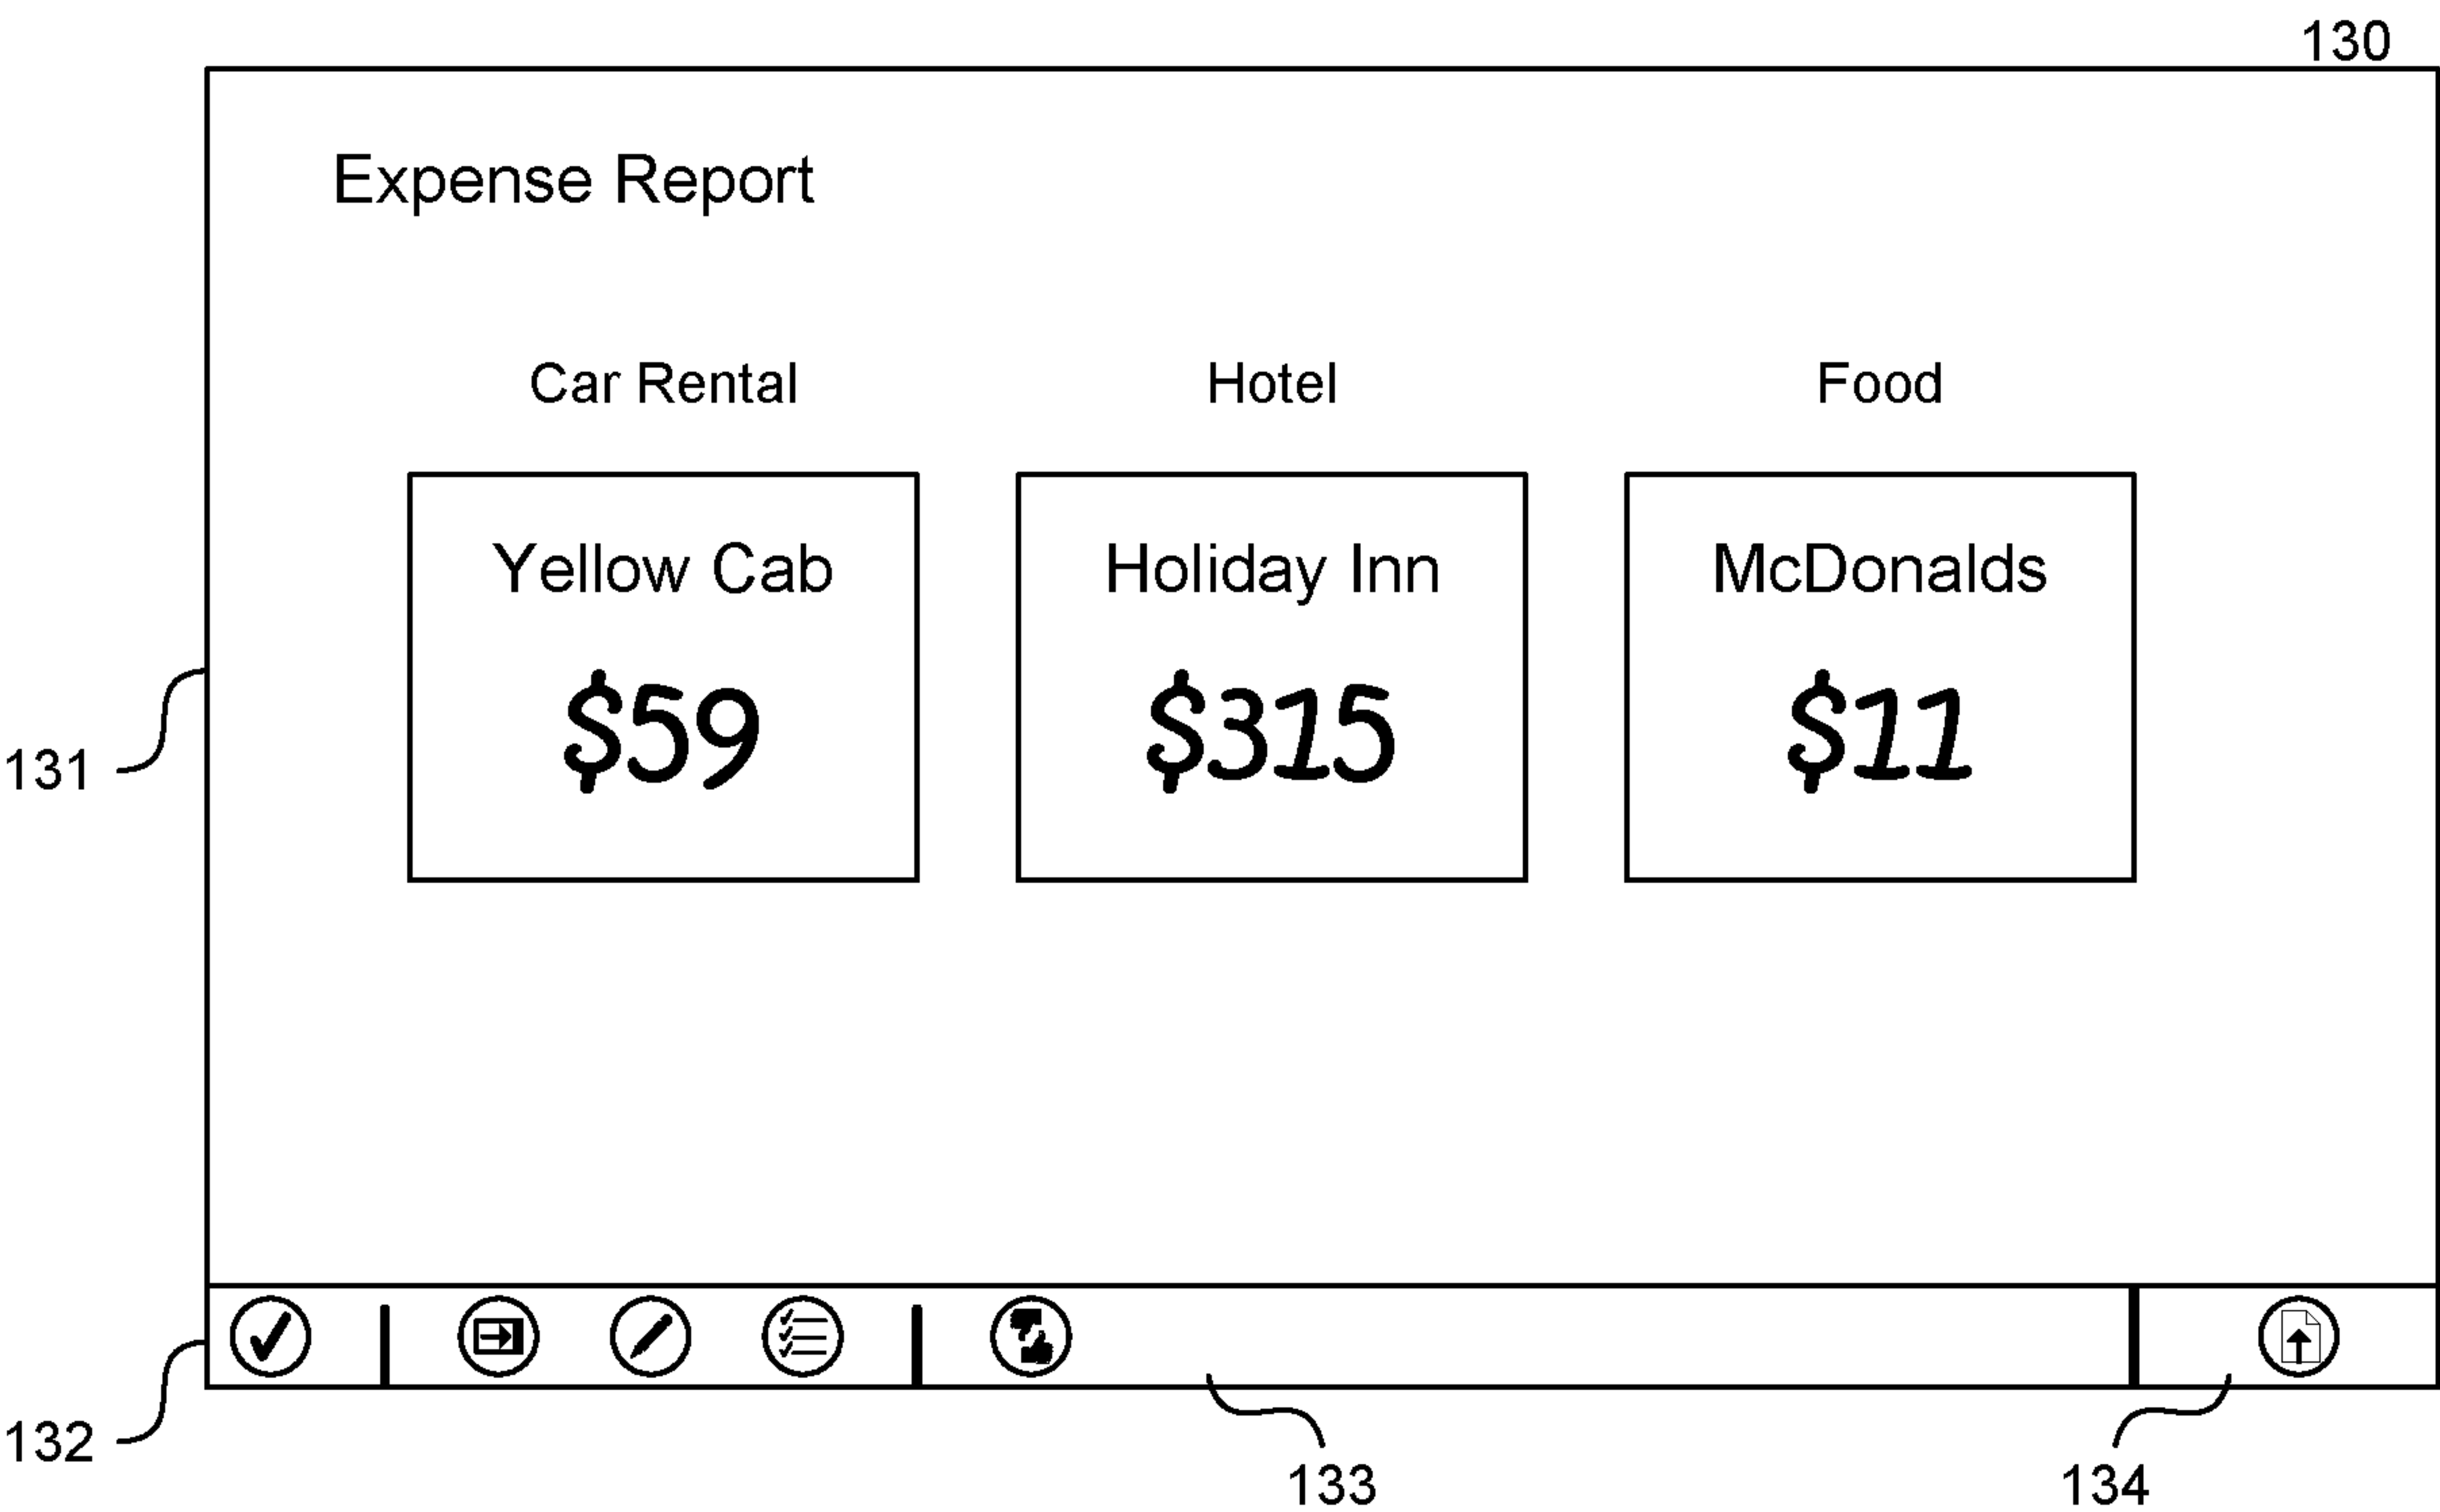 130
Expense Report
Car Rental Hotel Food
Yellow Cab Holiday Inn McDonalds
$59 $315 $11
131
132
133 134